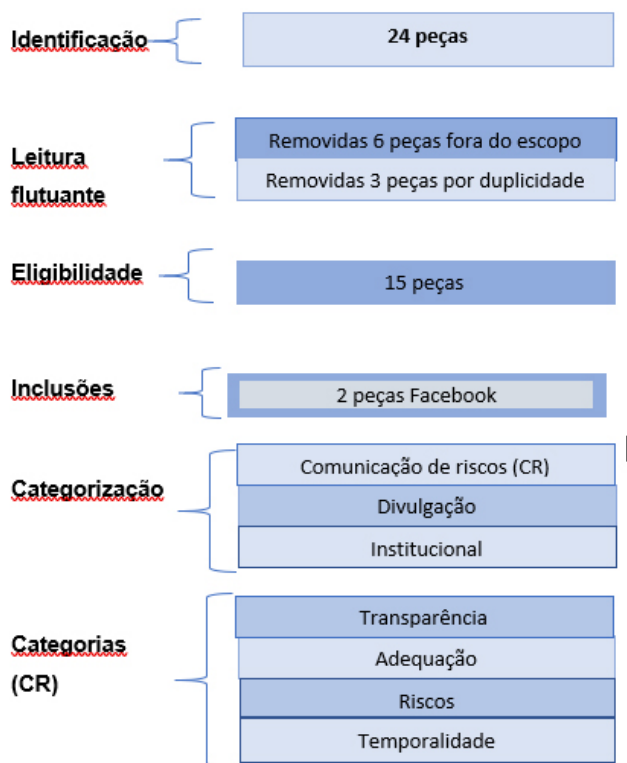 Identificação
24 peças
Leitura
flutuante
Removidas 6 peças fora do escopo
Removidas 3 peças por duplicidade
Eligibilidade
15 peças
Inclusões
2 peças Facebook
Categorização
Comunicação de riscos (CR)
Divulgação
Institucional
Categorias
(CR)
Transparência
Adequação
Riscos
Temporalidade